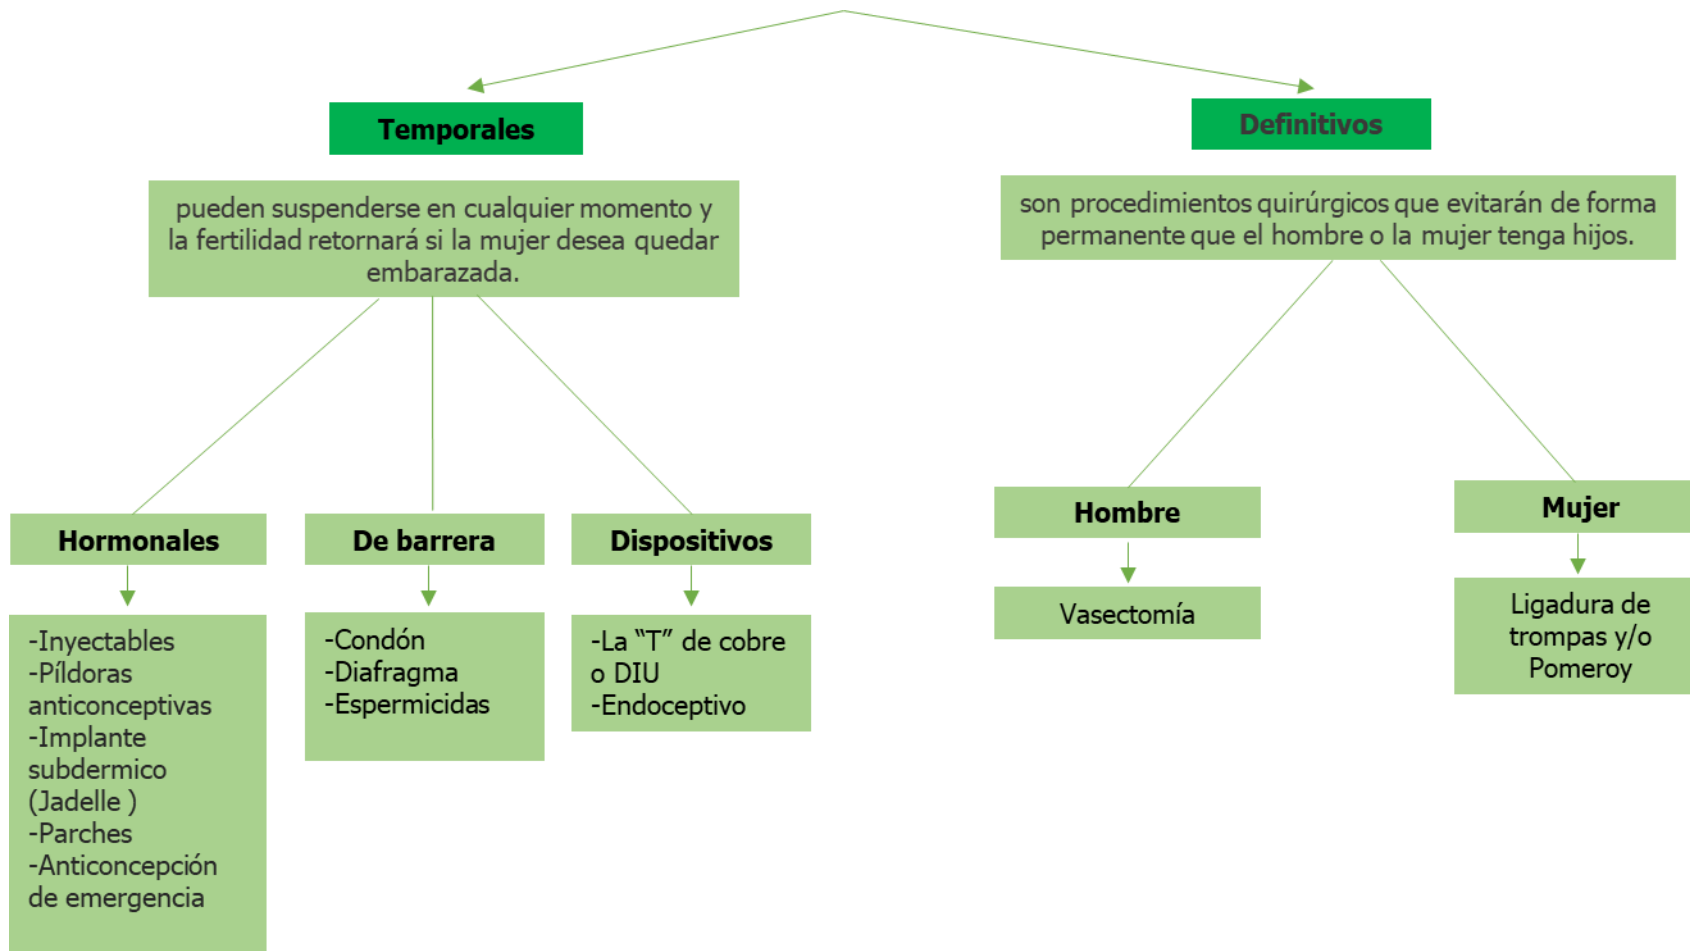 Temporales
Definitivos
pueden suspenderse en cualquier momento y
la fertilidad retornará si la mujer desea quedar
embarazada.
son procedimientos quirúrgicos que evitarán de forma
permanente que el hombre o la mujer tenga hijos.
Hormonales
De barrera
Dispositivos
Hombre
Mujer
-Inyectables
-Píldoras
anticonceptivas
-Implante
subdermico
(Jadelle )
-Parches
-Anticoncepción
de emergencia
-Condón
-Diafragma
-Espermicidas
-La “T” de cobre
o DIU
-Endoceptivo
Vasectomía
Ligadura de
trompas y/o
Pomeroy